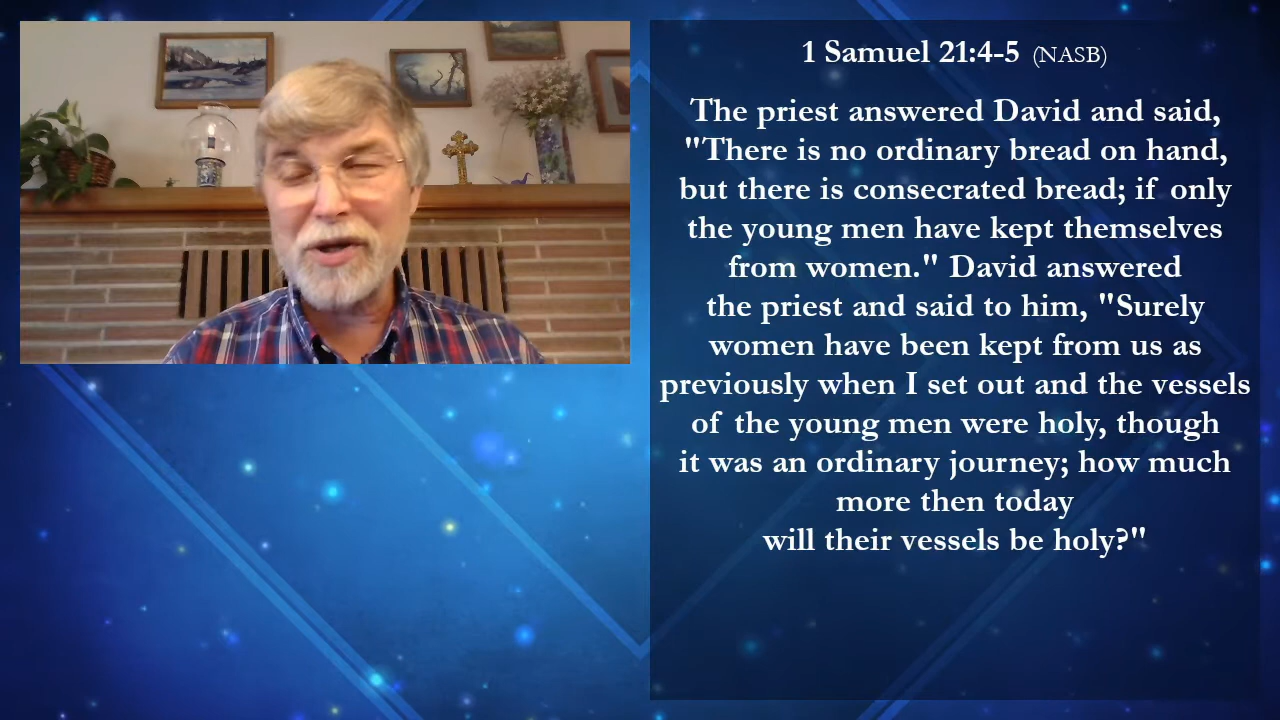 1 Samuel 21:4-5 (NASB)
The priest answered David and said,
"There is no ordinary bread on hand,
but there is consecrated bread; if only
the young men have kept themselves
from women." David answered
the priest and said to him, "Surely
women have been kept from us as
previously when I set out and the vessels
of the young men were holy, though
it was an ordinary journey; how much
more then today
will their vessels be holy?"